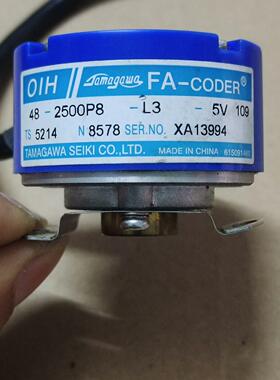 OIH Tamagawa FA-CODER®
48 - 2500P8 - L3 - 5V 109
TS 5214 N 8578 SER.NO. XA13994
TAMAGAWA SEIKI CO.,LTD. MADE IN CHINA